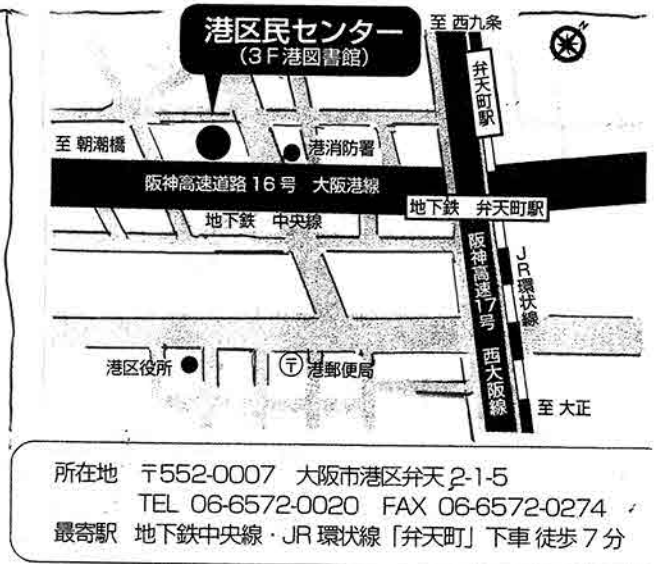 港区民センター
(3F港図書館)
至 西九条
N
弁天町駅
至 朝潮橋
港消防署
阪神高速道路 16 号　大阪港線
地下鉄　弁天町駅
地下鉄　中央線
阪神高速17号　西大阪線
JR環状線
港区役所
〒 港郵便局
至 大正
所在地　〒552-0007　大阪市港区弁天 2-1-5
TEL 06-6572-0020　FAX 06-6572-0274
最寄駅　地下鉄中央線・JR 環状線「弁天町」下車 徒歩 7 分